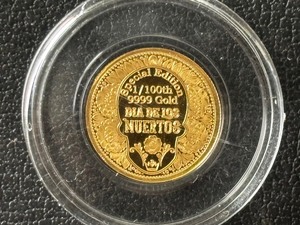 Special Edition
1/100th
9999 Gold
DIA DE LOS
MUERTOS